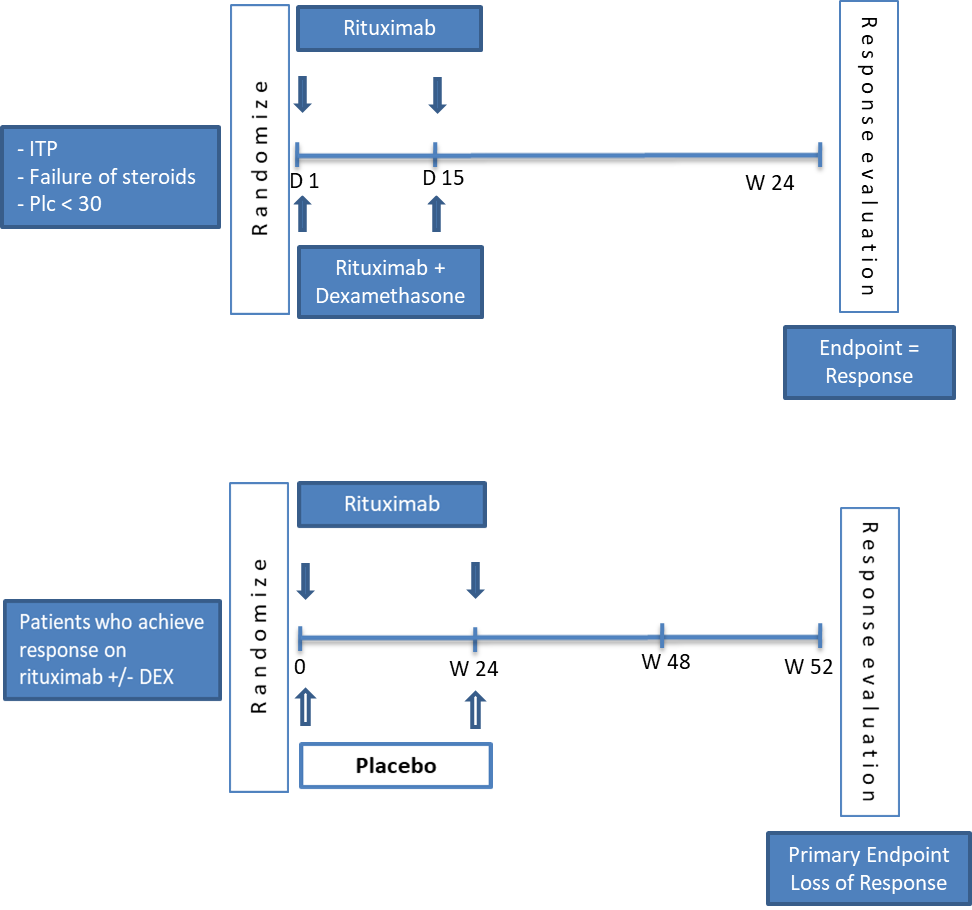 Rituximab
Randomize
- ITP
- Failure of steroids
- Plc < 30
D 1
D 15
W 24
Rituximab +
Dexamethasone
Response evaluation
Endpoint =
Response
Rituximab
Randomize
Patients who achieve
response on
rituximab +/- DEX
0
W 24
W 48
W 52
Placebo
Response evaluation
Primary Endpoint
Loss of Response